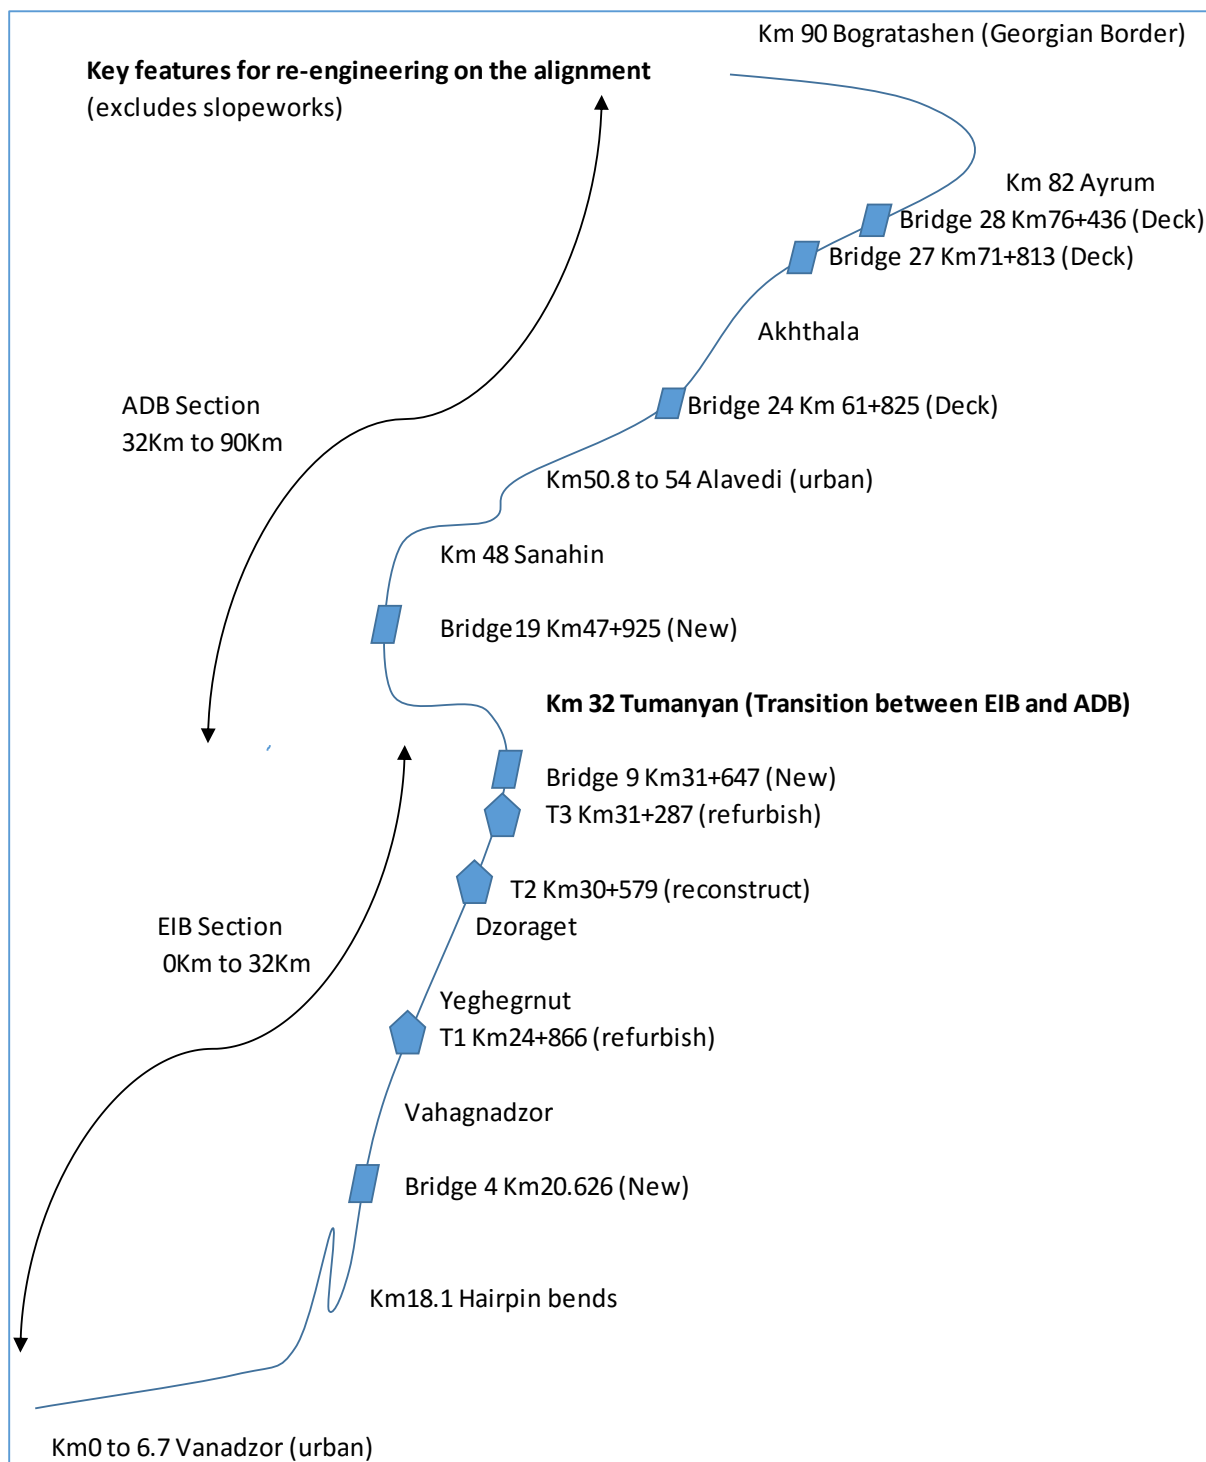 Km 90 Bogratashen (Georgian Border)
Key features for re-engineering on the alignment
(excludes slopeworks)
Km 82 Ayrum
Bridge 28 Km76+436 (Deck)
Bridge 27 Km71+813 (Deck)
Akhthala
ADB Section
32Km to 90Km
Bridge 24 Km 61+825 (Deck)
Km50.8 to 54 Alavedi (urban)
Km 48 Sanahin
Bridge19 Km47+925 (New)
Km 32 Tumanyan (Transition between EIB and ADB)
Bridge 9 Km31+647 (New)
T3 Km31+287 (refurbish)
T2 Km30+579 (reconstruct)
Dzoraget
EIB Section
0Km to 32Km
Yeghegrnut
T1 Km24+866 (refurbish)
Vahagnadzor
Bridge 4 Km20.626 (New)
Km18.1 Hairpin bends
Km0 to 6.7 Vanadzor (urban)